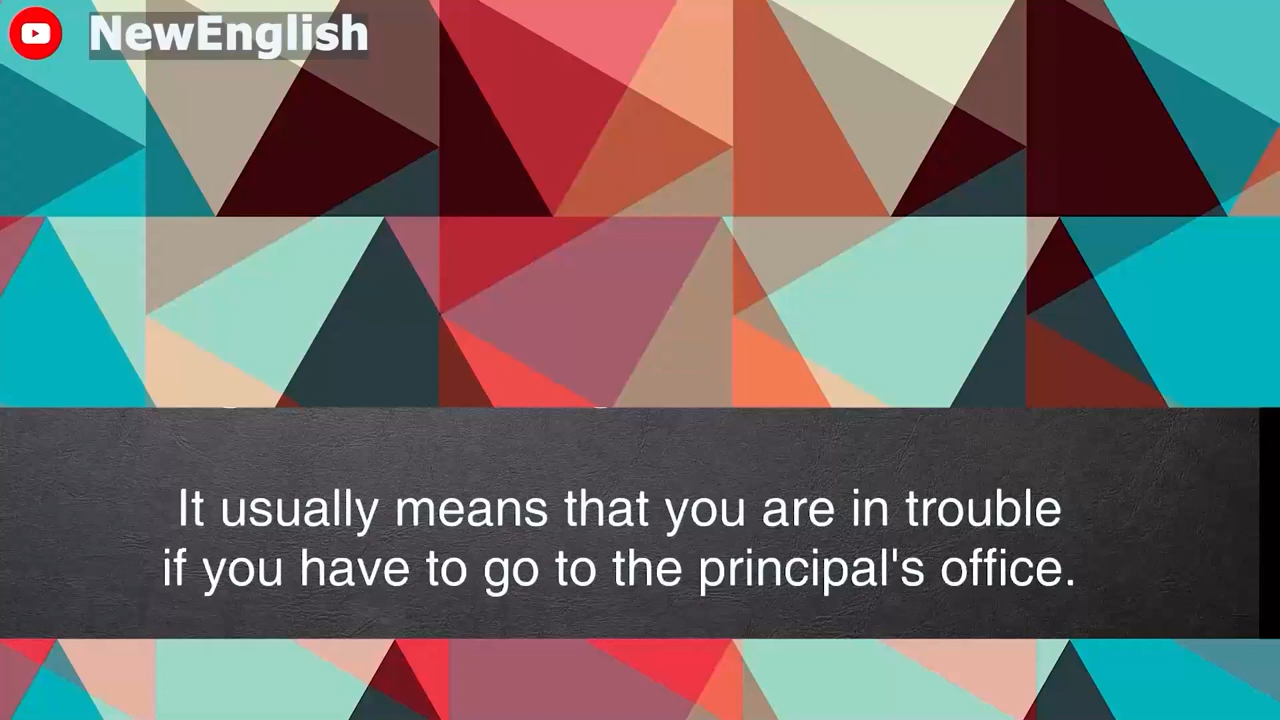 NewEnglish
It usually means that you are in trouble
if you have to go to the principal's office.